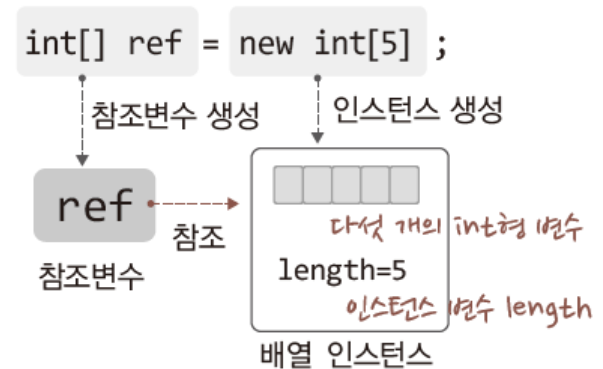 int[] ref = new int[5] ;
참조변수 생성
인스턴스 생성
ref
참조
참조변수
다섯 개의 int형 변수
length=5
인스턴스 변수 length
배열 인스턴스